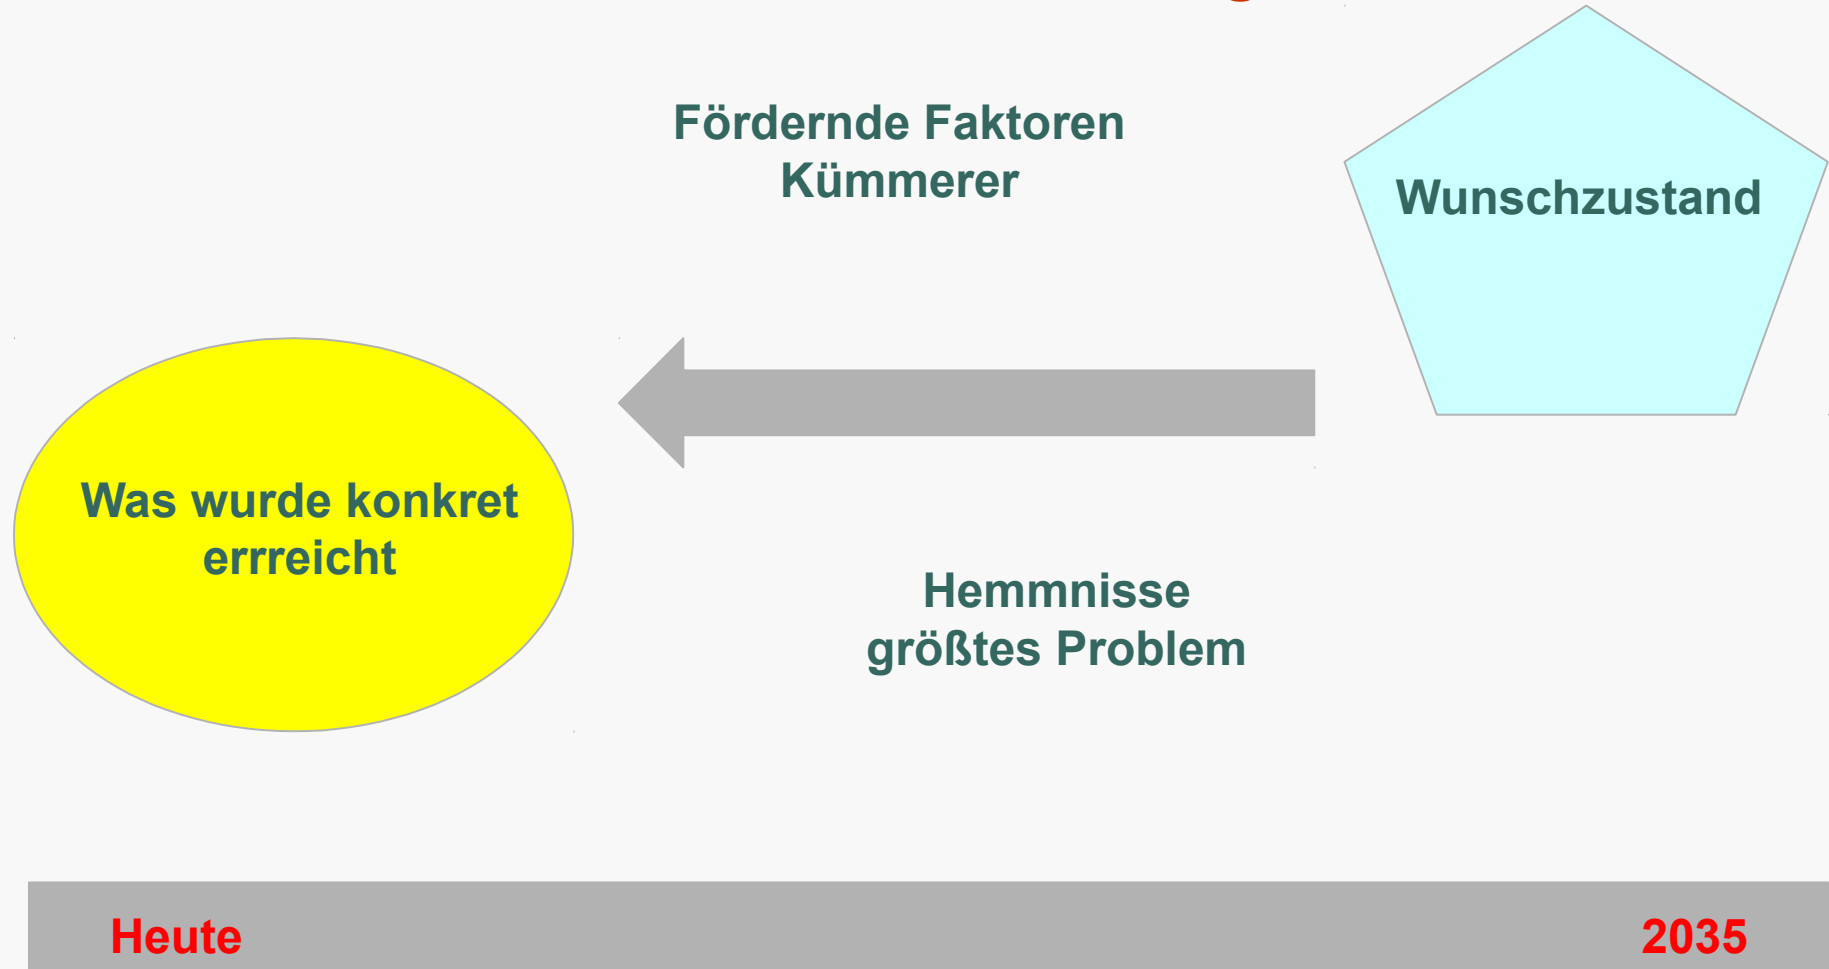 Fördernde Faktoren
Kümmerer
Wunschzustand
Was wurde konkret
errreicht
Hemmnisse
größtes Problem
Heute
2035